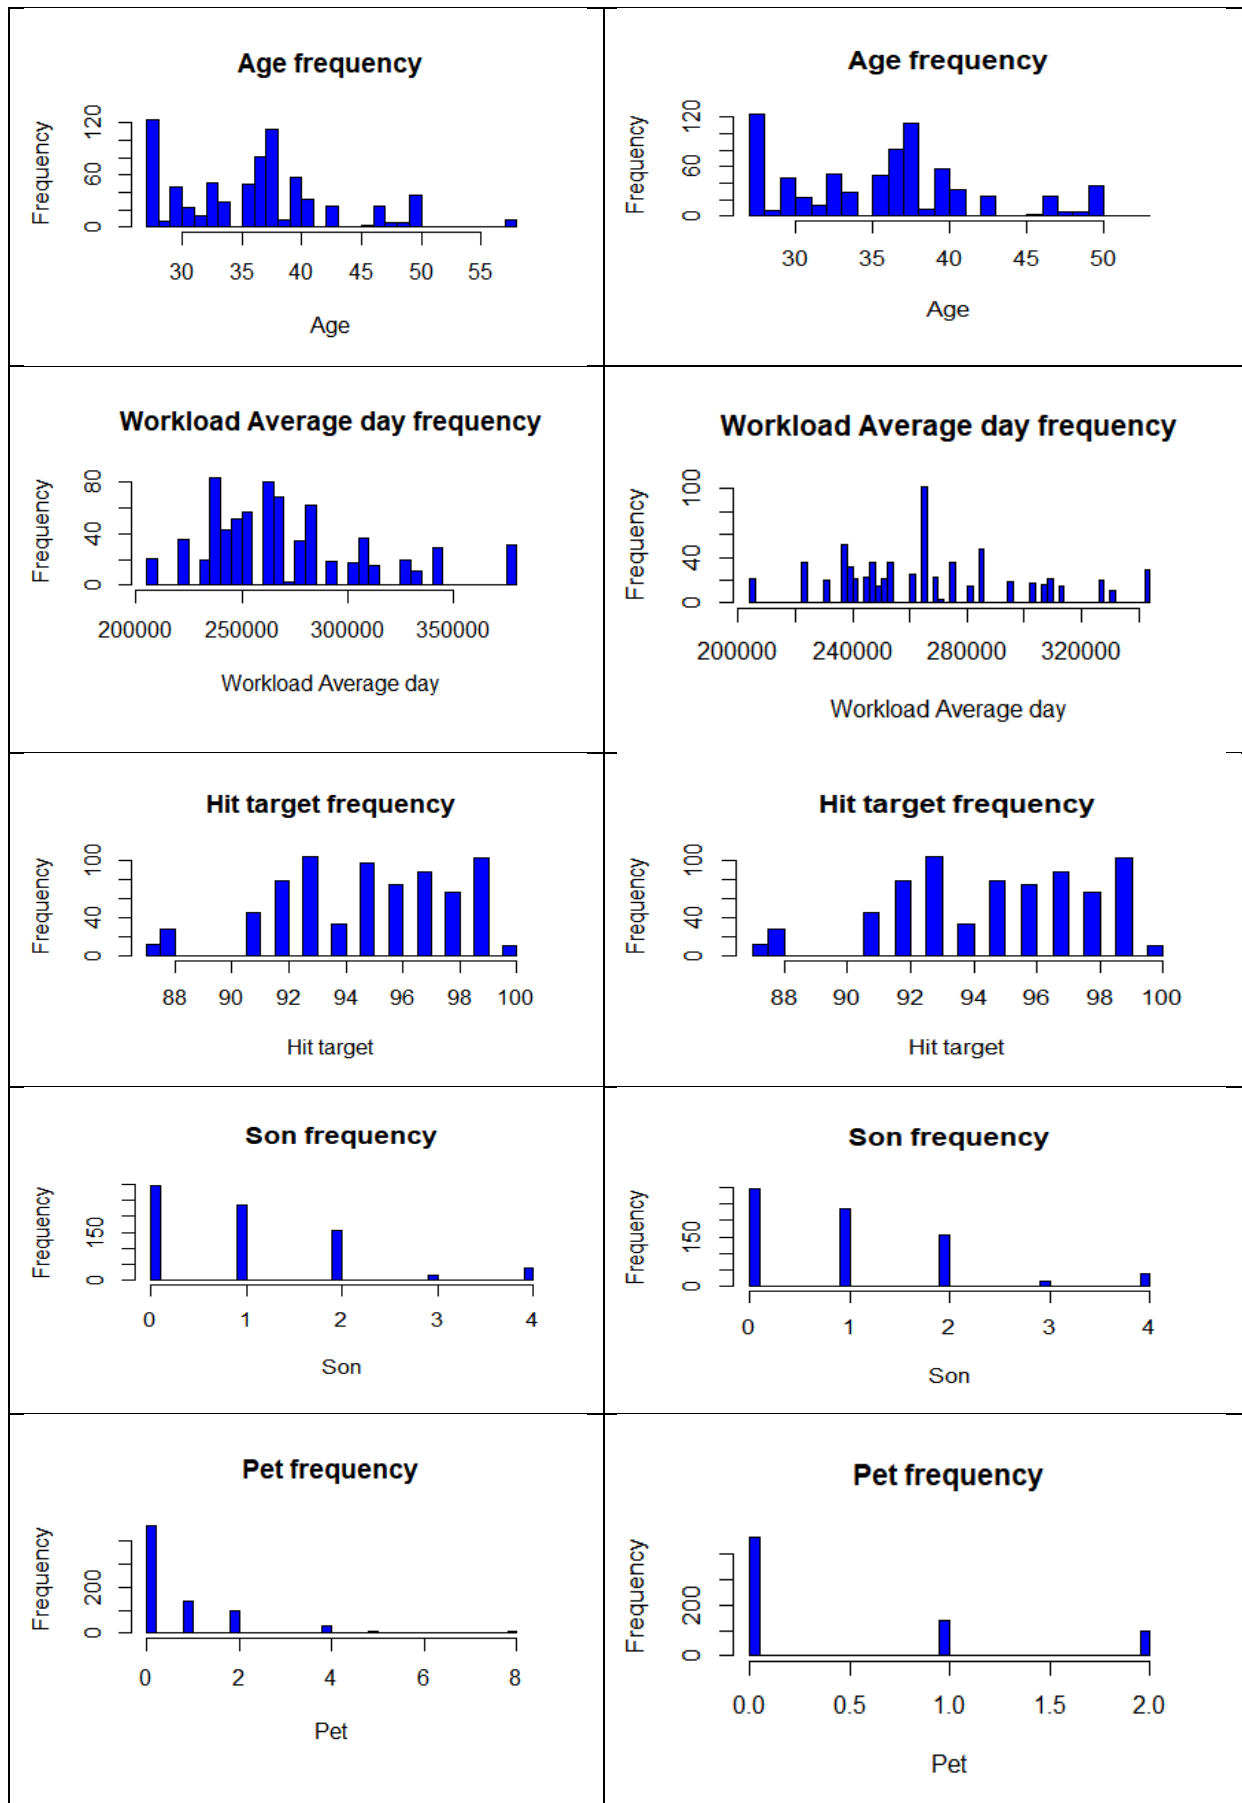 Age frequency
Frequency
0 60 120
30 35 40 45 50 55
Age
Age frequency
Frequency
0 60 120
30 35 40 45 50
Age
Workload Average day frequency
Frequency
0 40 80
200000 250000 300000 350000
Workload Average day
Workload Average day frequency
Frequency
0 40 100
200000 240000 280000 320000
Workload Average day
Hit target frequency
Frequency
0 40 100
88 90 92 94 96 98 100
Hit target
Hit target frequency
Frequency
0 40 100
88 90 92 94 96 98 100
Hit target
Son frequency
Frequency
0 150
0 1 2 3 4
Son
Son frequency
Frequency
0 150
0 1 2 3 4
Son
Pet frequency
Frequency
0 200
0 2 4 6 8
Pet
Pet frequency
Frequency
0 200
0.0 0.5 1.0 1.5 2.0
Pet